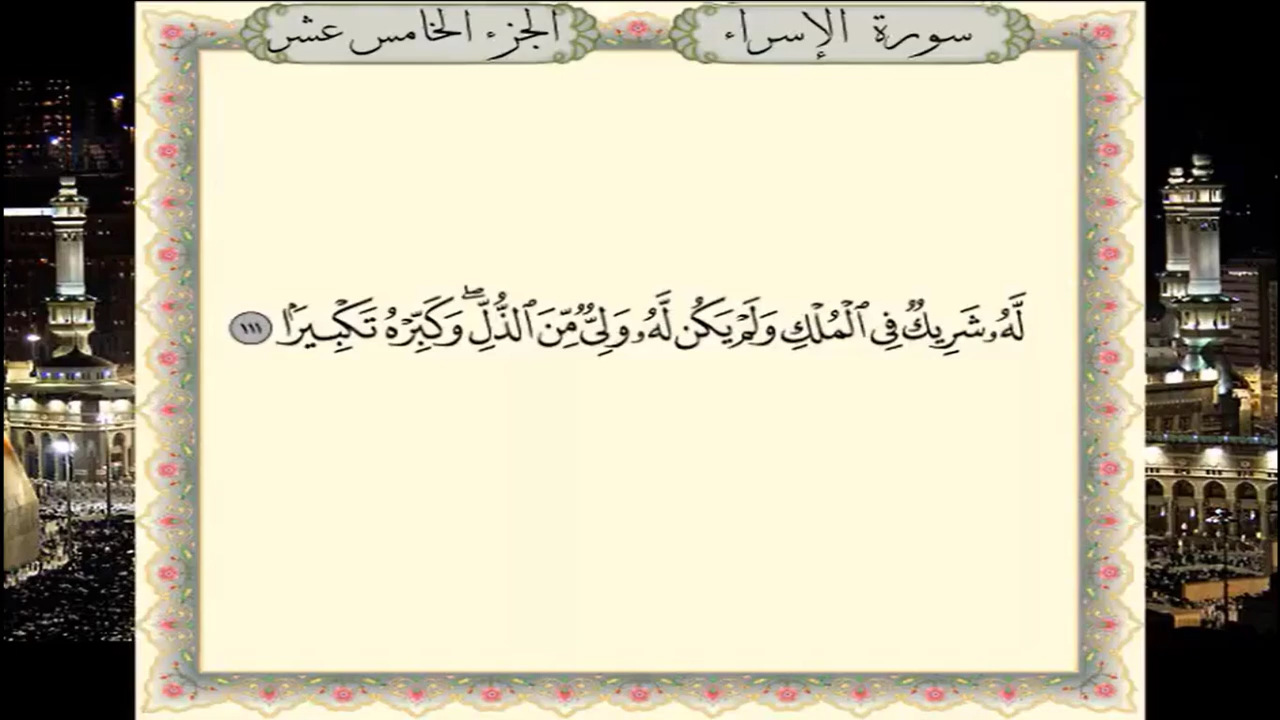 سورة الإسراء
الجزء الخامس عشر
لَّهُۥ شَرِيكٌ فِي ٱلْمُلْكِ وَلَمْ يَكُن لَّهُۥ وَلِيٌّ مِّنَ ٱلذُّلِّ ۖ وَكَبِّرْهُ تَكْبِيرًۢا ١١١